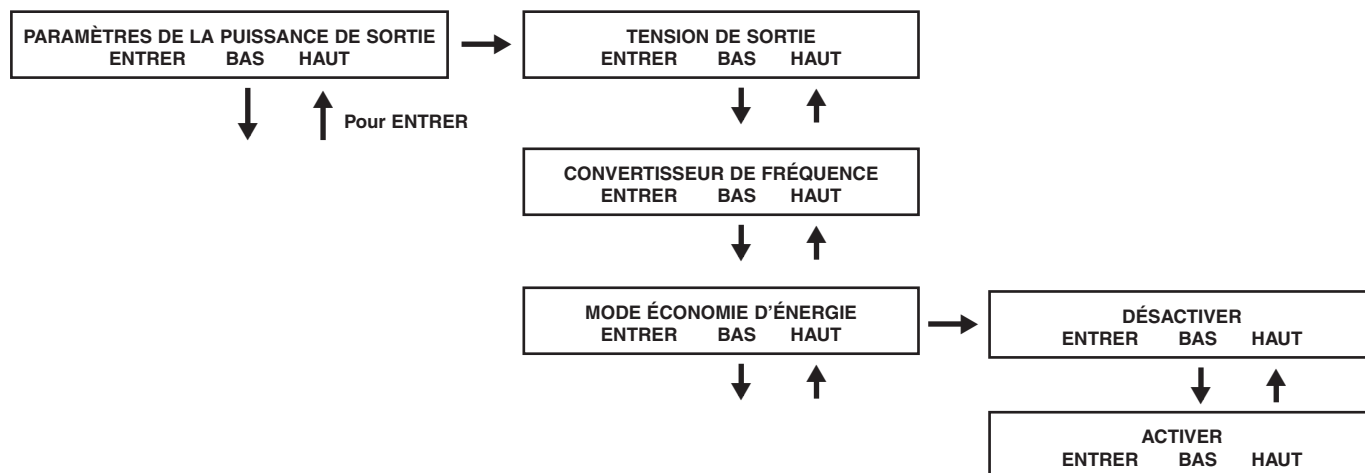 PARAMÈTRES DE LA PUISSANCE DE SORTIE
ENTRER BAS HAUT
Pour ENTRER
TENSION DE SORTIE
ENTRER BAS HAUT
CONVERTISSEUR DE FRÉQUENCE
ENTRER BAS HAUT
MODE ÉCONOMIE D’ÉNERGIE
ENTRER BAS HAUT
DÉSACTIVER
ENTRER BAS HAUT
ACTIVER
ENTRER BAS HAUT